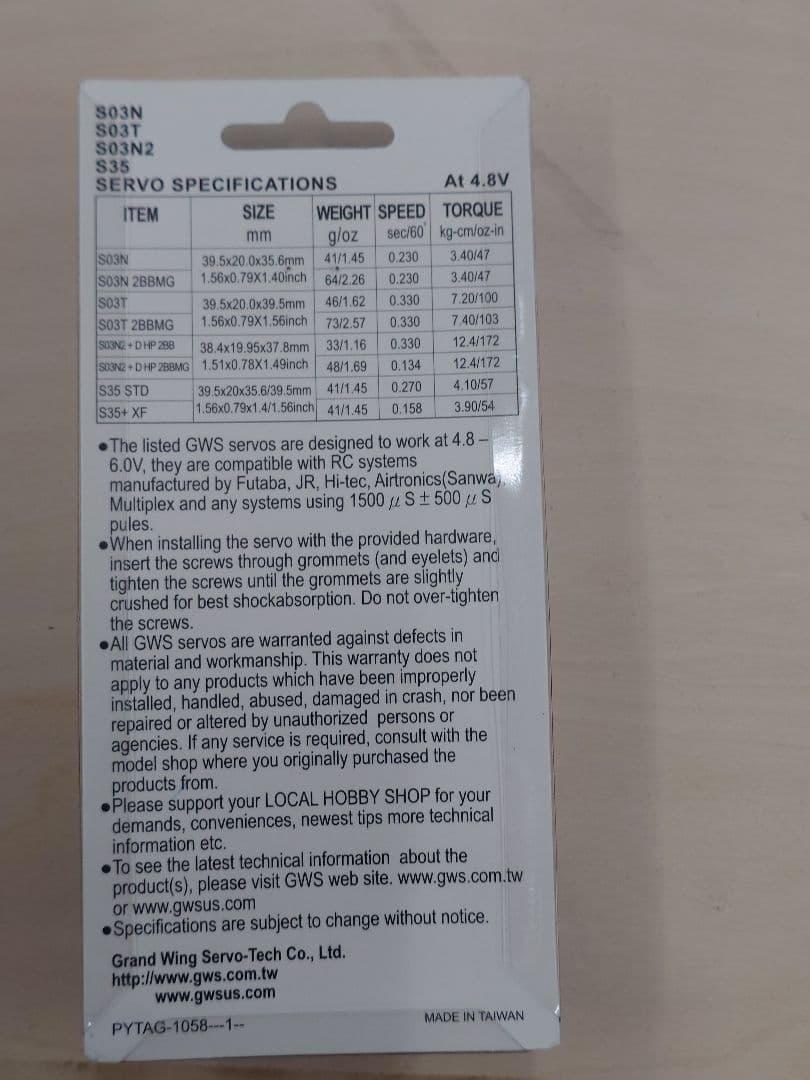 S03N
S03T
S03N2
S35
SERVO SPECIFICATIONS At 4.8V
ITEM SIZE WEIGHT SPEED TORQUE
mm g/oz sec/60° kg-cm/oz-in
S03N 39.5x20.0x35.6mm 41/1.45 0.230 3.40/47
S03N 2BBMG 1.56x0.79X1.40inch 64/2.26 0.230 3.40/47
S03T 39.5x20.0x39.5mm 46/1.62 0.330 7.20/100
S03T 2BBMG 1.56x0.79X1.56inch 73/2.57 0.330 7.40/103
S03N2+D HP 2BB 38.4x19.95x37.8mm 33/1.16 0.330 12.4/172
S03N2+D HP 2BBMG 1.51x0.78X1.49inch 48/1.69 0.134 12.4/172
S35 STD 39.5x20x35.6/39.5mm 41/1.45 0.270 4.10/57
S35+ XF 1.56x0.79x1.4/1.56inch 41/1.45 0.158 3.90/54
●The listed GWS servos are designed to work at 4.8 –
6.0V, they are compatible with RC systems
manufactured by Futaba, JR, Hi-tec, Airtronics(Sanwa),
Multiplex and any systems using 1500 μ S ± 500 μ S
pules.
●When installing the servo with the provided hardware,
insert the screws through grommets (and eyelets) and
tighten the screws until the grommets are slightly
crushed for best shockabsorption. Do not over-tighten
the screws.
●All GWS servos are warranted against defects in
material and workmanship. This warranty does not
apply to any products which have been improperly
installed, handled, abused, damaged in crash, nor been
repaired or altered by unauthorized persons or
agencies. If any service is required, consult with the
model shop where you originally purchased the
products from.
●Please support your LOCAL HOBBY SHOP for your
demands, conveniences, newest tips more technical
information etc.
●To see the latest technical information about the
product(s), please visit GWS web site. www.gws.com.tw
or www.gwsus.com
●Specifications are subject to change without notice.
Grand Wing Servo-Tech Co., Ltd.
http://www.gws.com.tw
www.gwsus.com
PYTAG-1058---1-- MADE IN TAIWAN